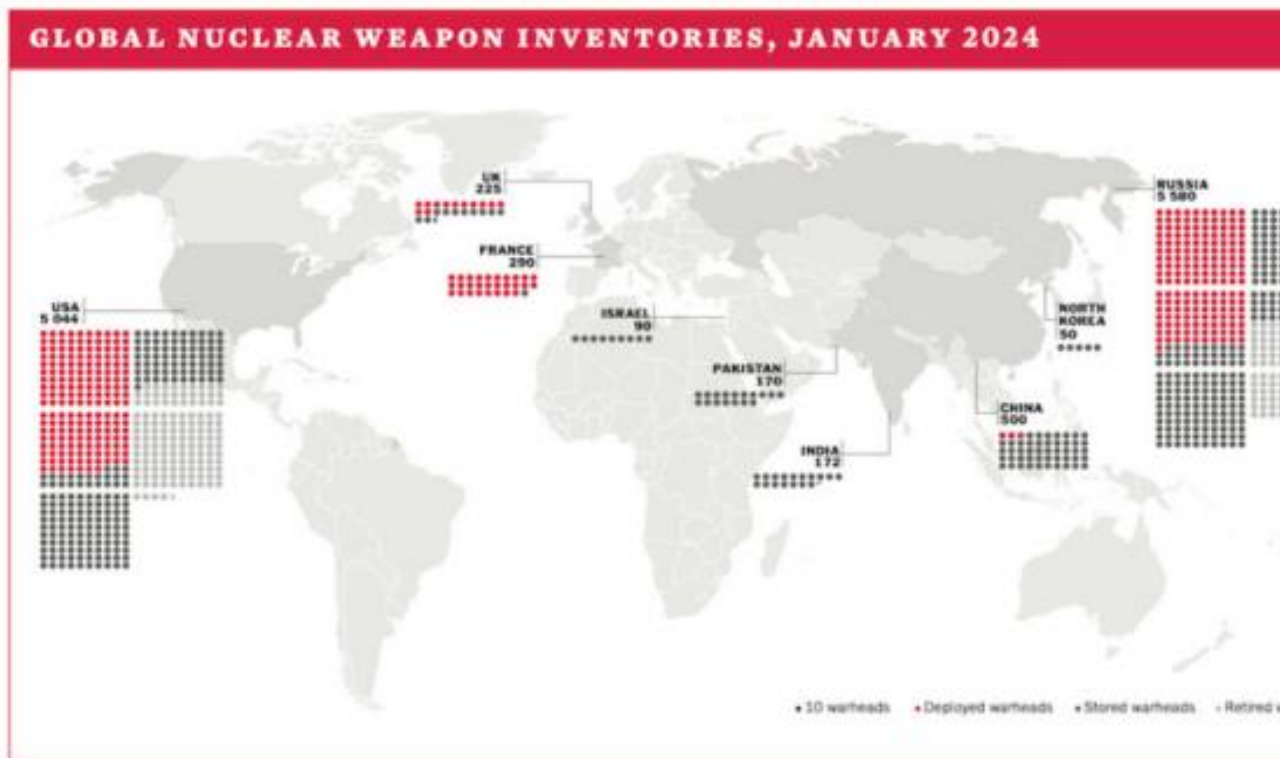 GLOBAL NUCLEAR WEAPON INVENTORIES, JANUARY 2024
UK
225
FRANCE
290
USA
5 044
ISRAEL
90
PAKISTAN
170
INDIA
172
RUSSIA
5 580
NORTH
KOREA
50
CHINA
500
10 warheads
Deployed warheads
Stored warheads
Retired w